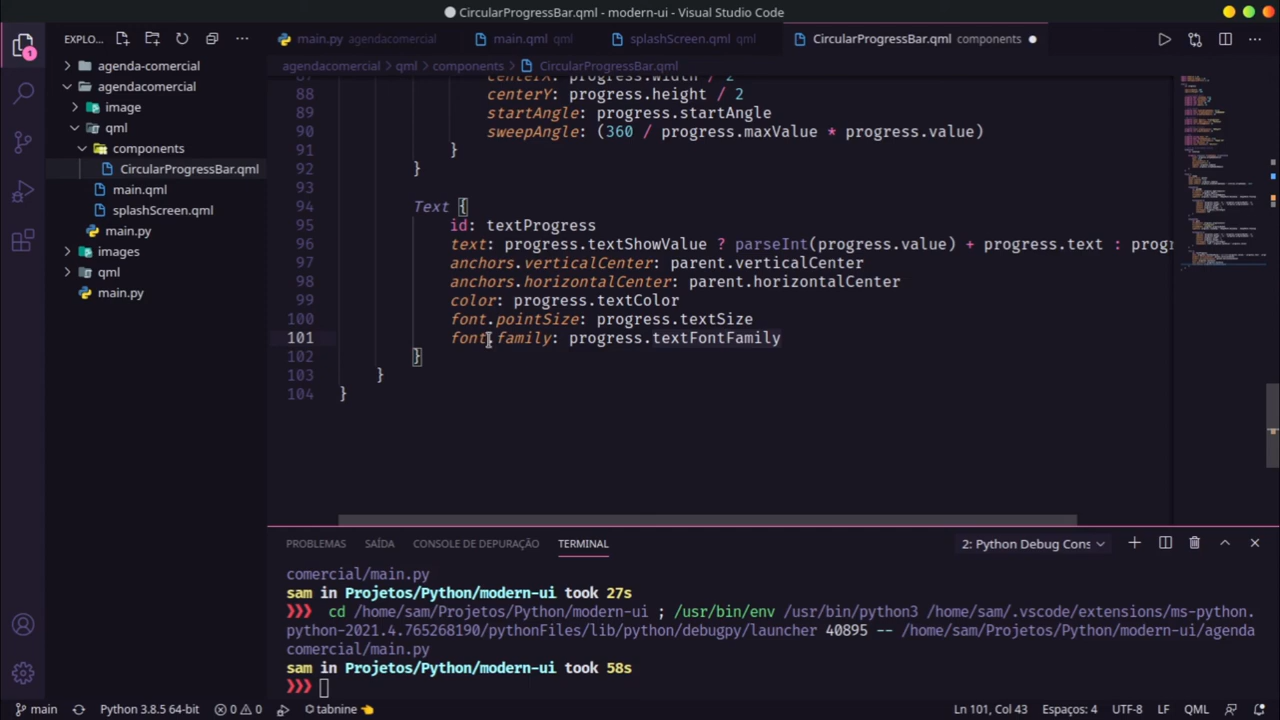 CircularProgressBar.qml - modern-ui - Visual Studio Code
EXPLO...
main.py agendacomercial
main.qml qml
splashScreen.qml qml
CircularProgressBar.qml components
agendacomercial > qml > components > CircularProgressBar.qml
agenda-comercial
agendacomercial
image
qml
components
CircularProgressBar.qml
main.qml
splashScreen.qml
main.py
images
qml
main.py
1
87 centerX: progress.width / 2
88 centerY: progress.height / 2
89 startAngle: progress.startAngle
90 sweepAngle: (360 / progress.maxValue * progress.value)
91 }
92 }
93
94 Text {
95 id: textProgress
96 text: progress.textShowValue ? parseInt(progress.value) + progress.text : progr
97 anchors.verticalCenter: parent.verticalCenter
98 anchors.horizontalCenter: parent.horizontalCenter
99 color: progress.textColor
100 font.pointSize: progress.textSize
101 font.family: progress.textFontFamily
102 }
103 }
104 }
PROBLEMAS SAÍDA CONSOLE DE DEPURAÇÃO TERMINAL 2: Python Debug Cons
comercial/main.py
sam in Projetos/Python/modern-ui took 27s
❯❯❯ cd /home/sam/Projetos/Python/modern-ui ; /usr/bin/env /usr/bin/python3 /home/sam/.vscode/extensions/ms-python.
python-2021.4.765268190/pythonFiles/lib/python/debugpy/launcher 40895 -- /home/sam/Projetos/Python/modern-ui/agenda
comercial/main.py
sam in Projetos/Python/modern-ui took 58s
❯❯❯
main Python 3.8.5 64-bit 0 0 tabnine 👈 Ln 101, Col 43 Espaços: 4 UTF-8 LF QML